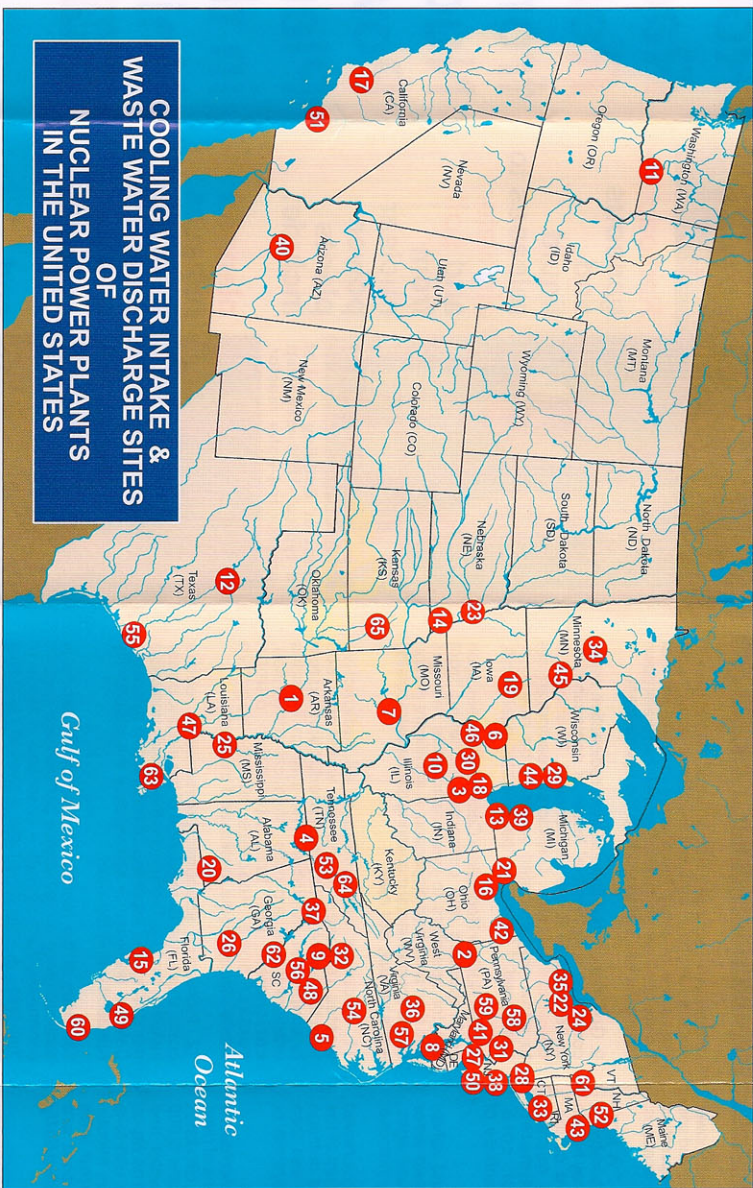 COOLING WATER INTAKE &
WASTE WATER DISCHARGE SITES
OF
NUCLEAR POWER PLANTS
IN THE UNITED STATES
Washington (WA)
11
Oregon (OR)
California
(CA)
17
51
Nevada
(NV)
Idaho
(ID)
Montana
(MT)
Wyoming (WY)
Utah (UT)
Arizona (AZ)
40
Colorado (CO)
New Mexico
(NM)
North Dakota
(ND)
South Dakota
(SD)
Nebraska
(NE)
23
14
Kansas
(KS)
65
Oklahoma
(OK)
Texas
(TX)
12
55
Minnesota
(MN)
34
45
Iowa
(IA)
19
Missouri
(MO)
7
Arkansas
(AR)
1
Louisiana
(LA)
47
25
63
Wisconsin
(WI)
29
44
6
46
30
18
3
10
Illinois
(IL)
Michigan
(MI)
39
13
21
16
Indiana
(IN)
Ohio
(OH)
42
Kentucky
(KY)
Tennessee
(TN)
4
53
64
Mississippi
(MS)
Alabama
(AL)
20
Georgia
(GA)
37
26
62
Florida
(FL)
15
49
60
SC
9
32
56
48
North Carolina
(NC)
54
5
Virginia
(VA)
36
57
West
Virginia
(WV)
2
Pennsylvania
(PA)
58
59
41
31
Maryland
(MD)
8
DE
27
50
NJ
38
New York
(NY)
35
22
24
28
CT
33
RI
MA
43
VT
61
NH
52
Maine
(ME)
Gulf of Mexico
Atlantic
Ocean